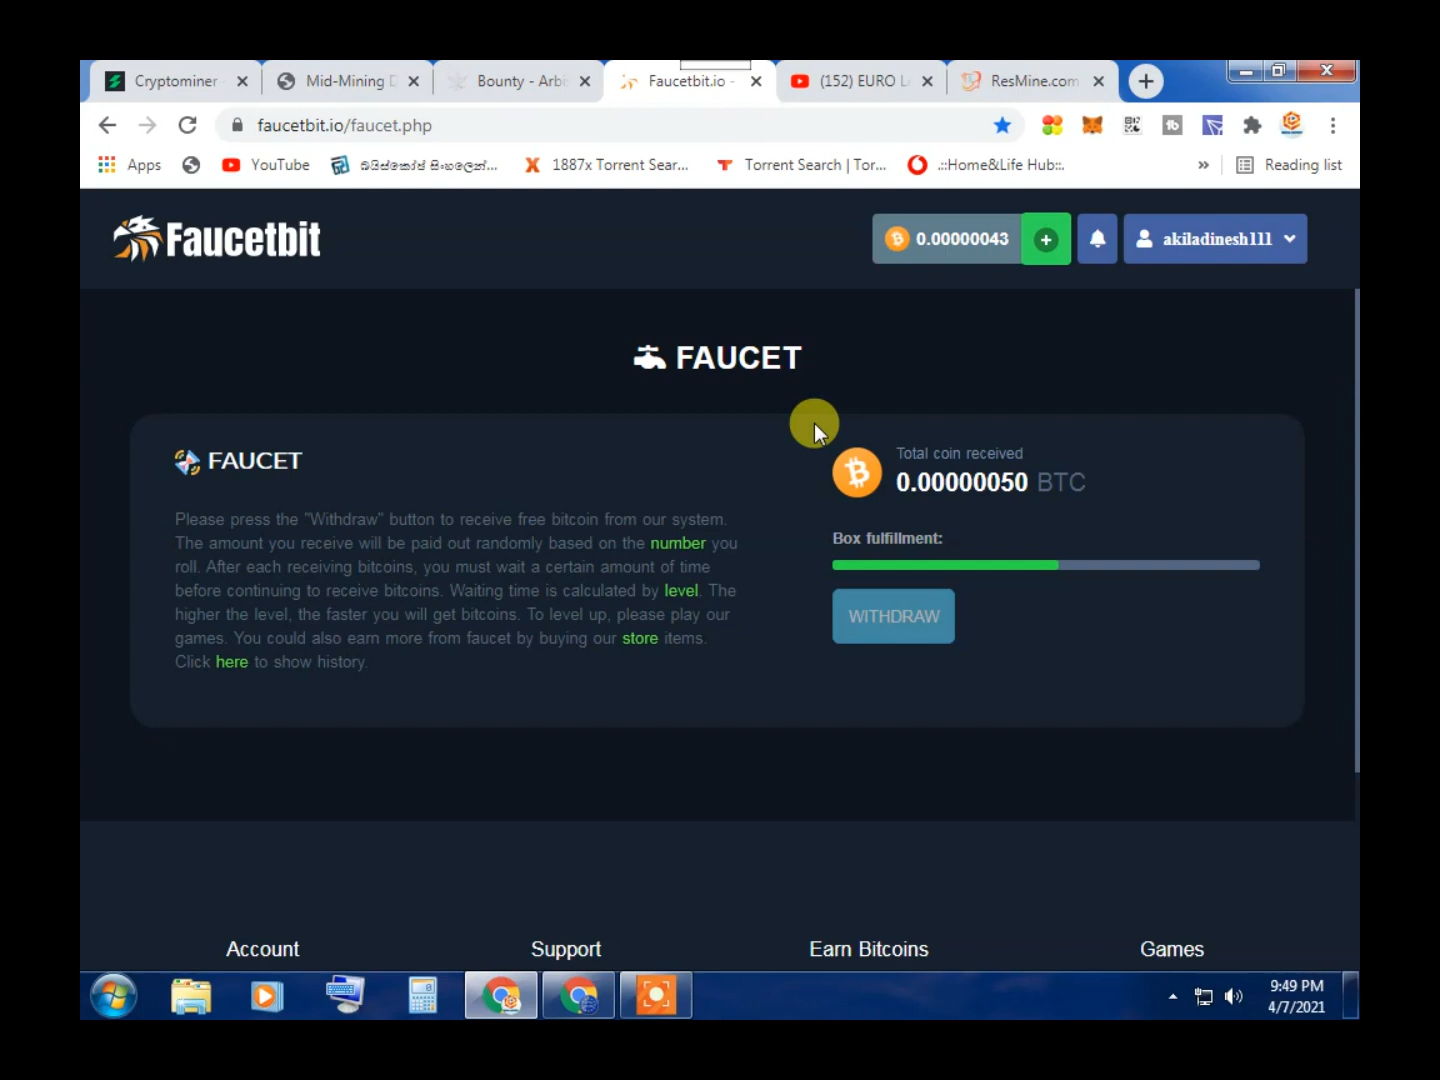 Cryptominer
Mid-Mining D
Bounty - Arbi
Faucetbit.io -
(152) EURO L
ResMine.com
faucetbit.io/faucet.php
Apps
YouTube
1887x Torrent Sear...
Torrent Search | Tor...
.::Home&Life Hub::.
»
Reading list
Faucetbit
0.00000043
akiladinesh111
FAUCET
FAUCET
Please press the "Withdraw" button to receive free bitcoin from our system.
The amount you receive will be paid out randomly based on the number you
roll. After each receiving bitcoins, you must wait a certain amount of time
before continuing to receive bitcoins. Waiting time is calculated by level. The
higher the level, the faster you will get bitcoins. To level up, please play our
games. You could also earn more from faucet by buying our store items.
Click here to show history.
Total coin received
0.00000050 BTC
Box fulfillment:
WITHDRAW
Account
Support
Earn Bitcoins
Games
9:49 PM
4/7/2021